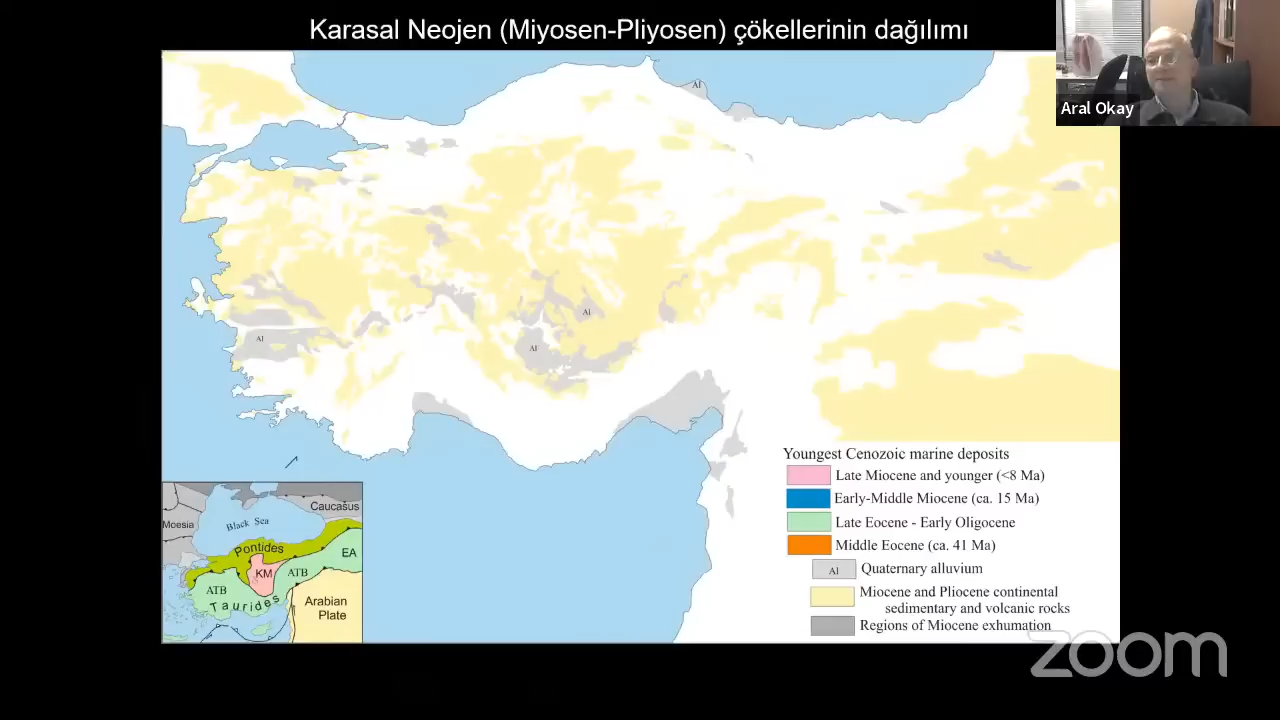 Karasal Neojen (Miyosen-Pliyosen) çökellerinin dağılımı
Aral Okay
Al
Al
Al
Al
Youngest Cenozoic marine deposits
Late Miocene and younger (<8 Ma)
Early-Middle Miocene (ca. 15 Ma)
Late Eocene - Early Oligocene
Middle Eocene (ca. 41 Ma)
Al Quaternary alluvium
Miocene and Pliocene continental
sedimentary and volcanic rocks
Regions of Miocene exhumation
Caucasus
Moesia
Black Sea
Pontides
EA
KM
ATB
ATB
Taurides
Arabian
Plate
zoom